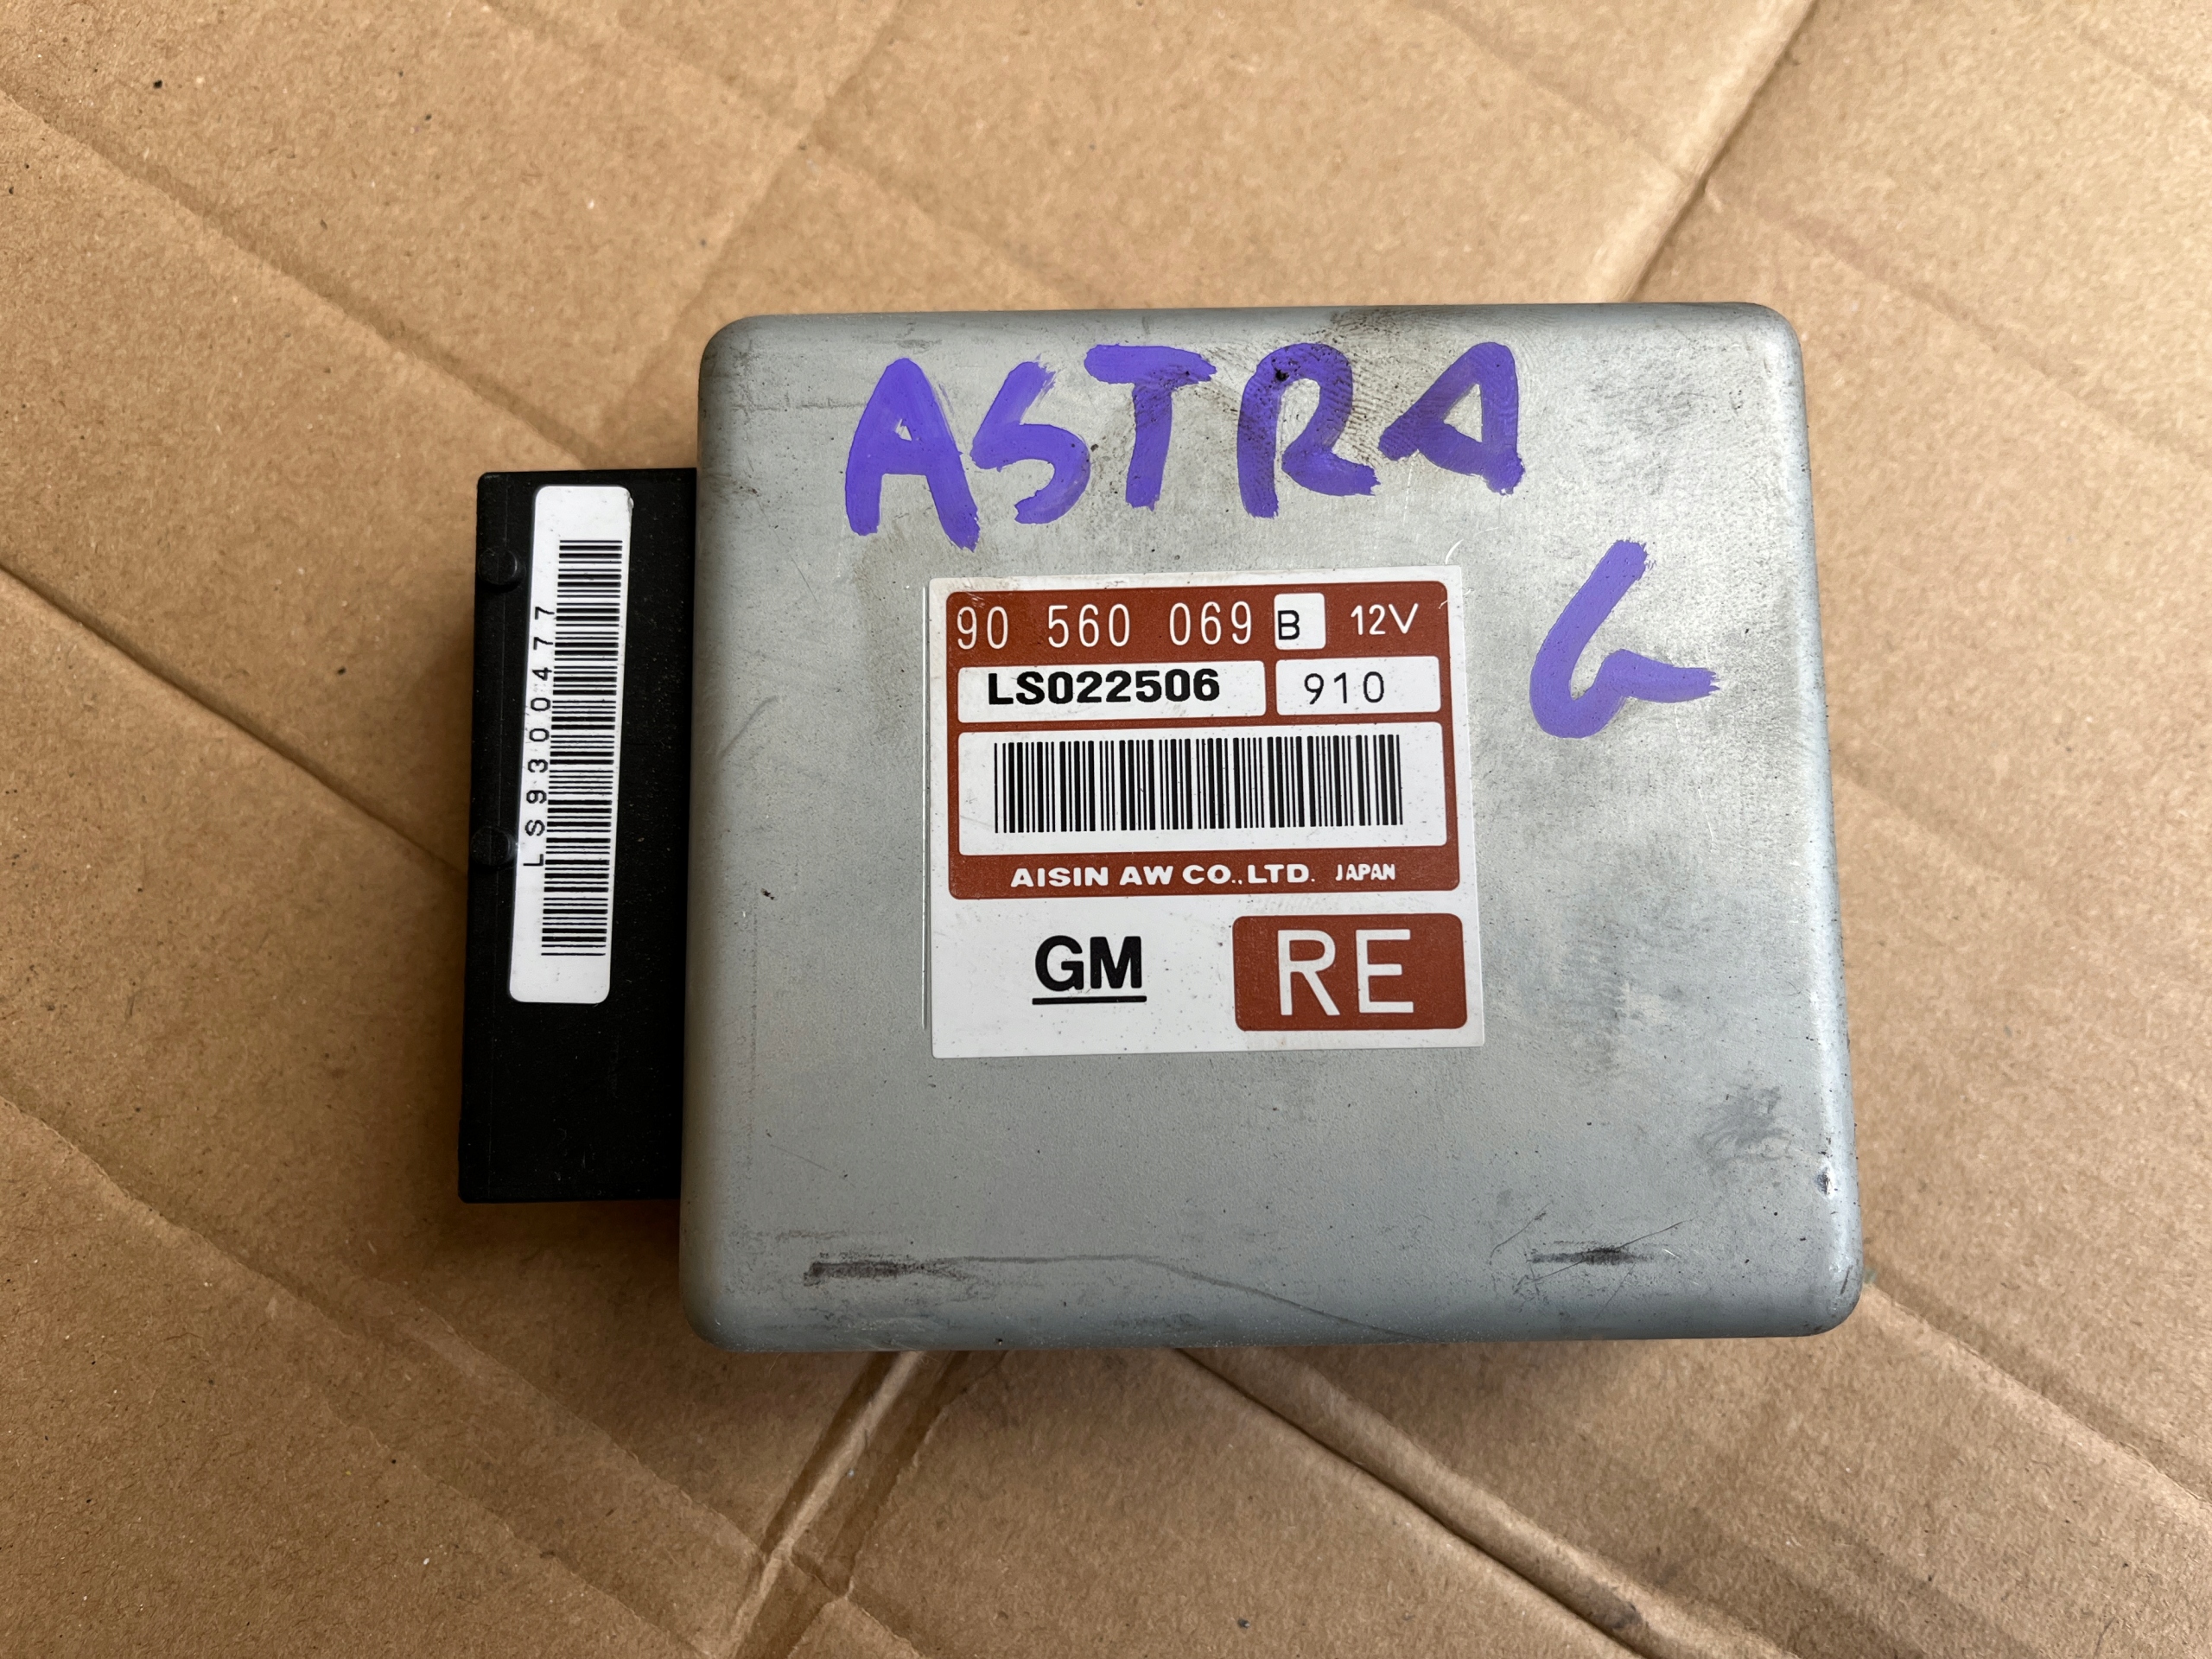 ASTRA
G
90 560 069 B 12V
LS022506 910
AISIN AW CO.,LTD. JAPAN
GM RE
LS9300477